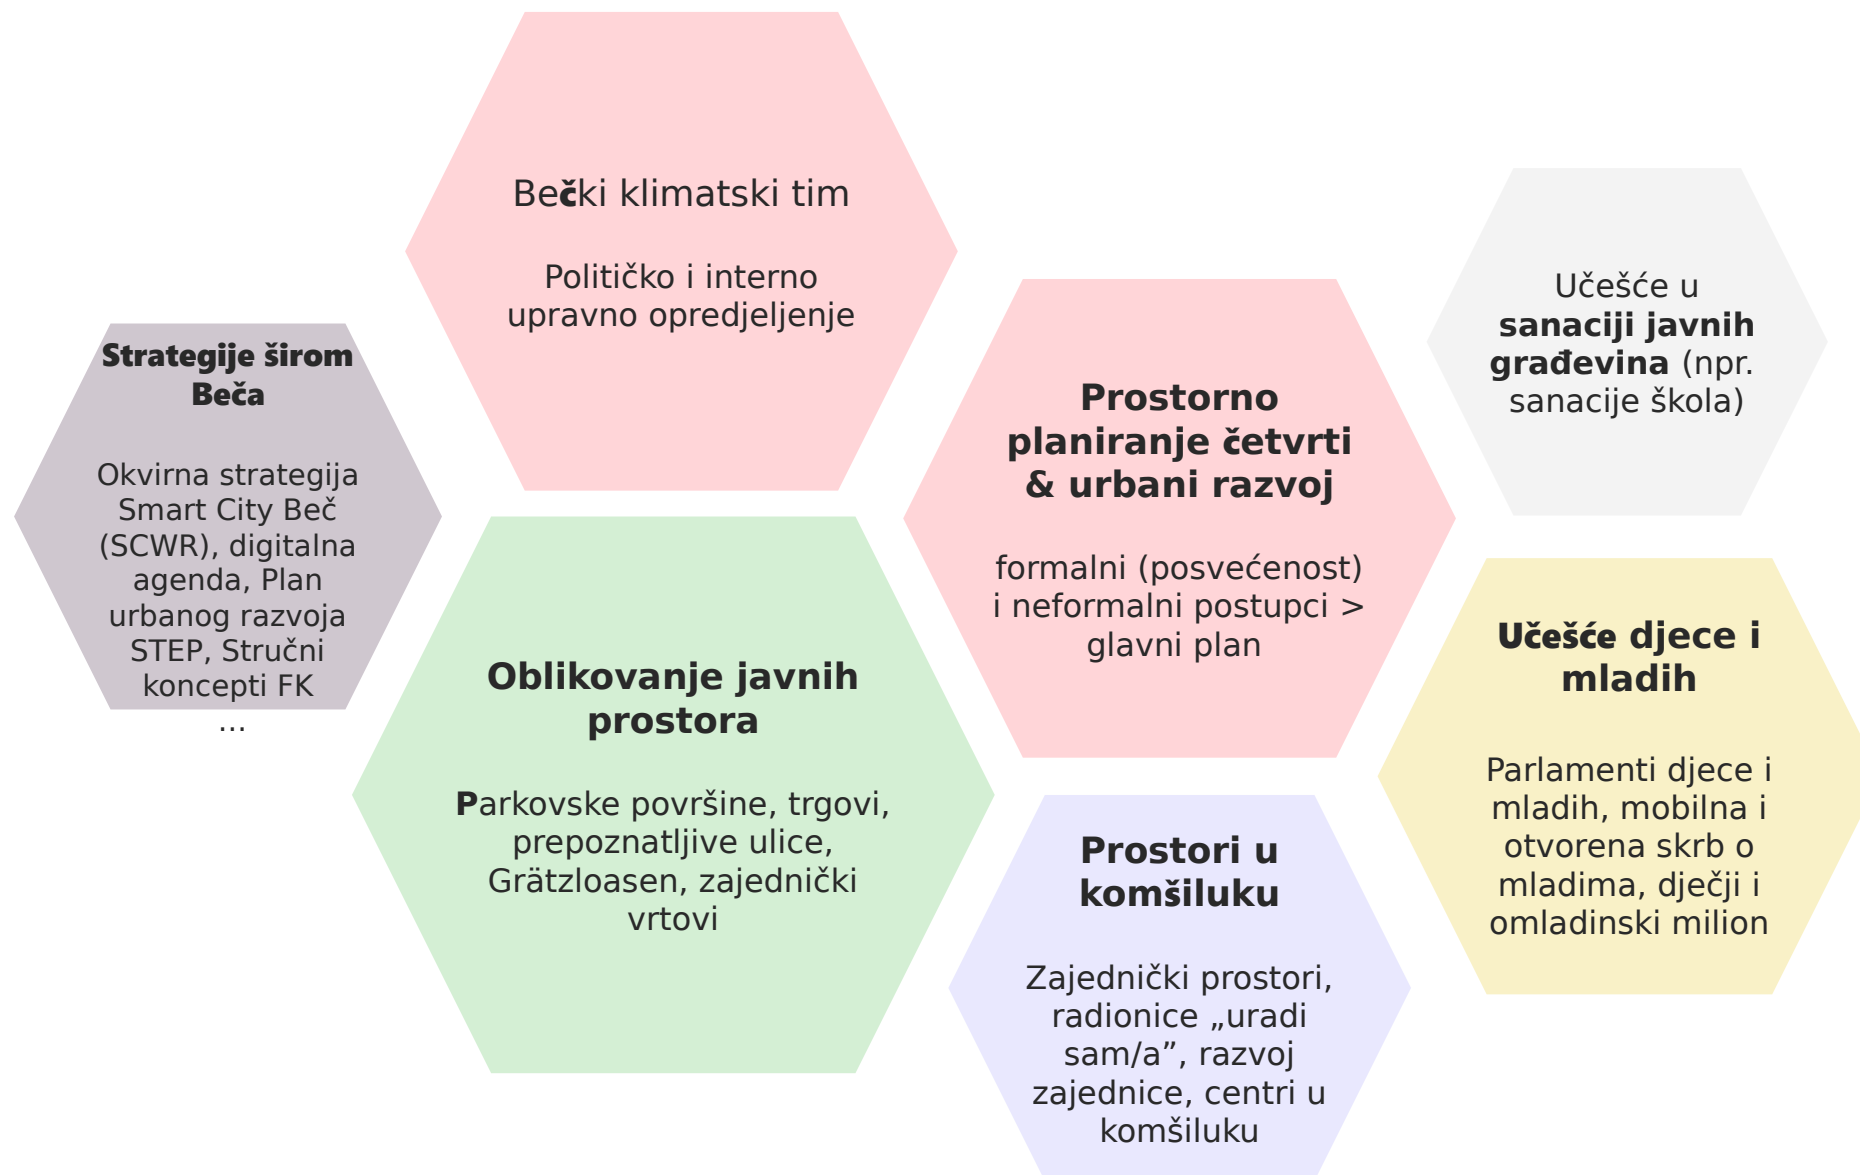 Bečki klimatski tim
Političko i interno
upravno opredjeljenje
Strategije širom
Beča
Okvirna strategija
Smart City Beč
(SCWR), digitalna
agenda, Plan
urbanog razvoja
STEP, Stručni
koncepti FK
...
Oblikovanje javnih
prostora
Parkovske površine, trgovi,
prepoznatljive ulice,
Grätzloasen, zajednički
vrtovi
Prostorno
planiranje četvrti
& urbani razvoj
formalni (posvećenost)
i neformalni postupci >
glavni plan
Prostori u
komšiluku
Zajednički prostori,
radionice „uradi
sam/a”, razvoj
zajednice, centri u
komšiluku
Učešće u
sanaciji javnih
građevina (npr.
sanacije škola)
Učešće djece i
mladih
Parlamenti djece i
mladih, mobilna i
otvorena skrb o
mladima, dječji i
omladinski milion